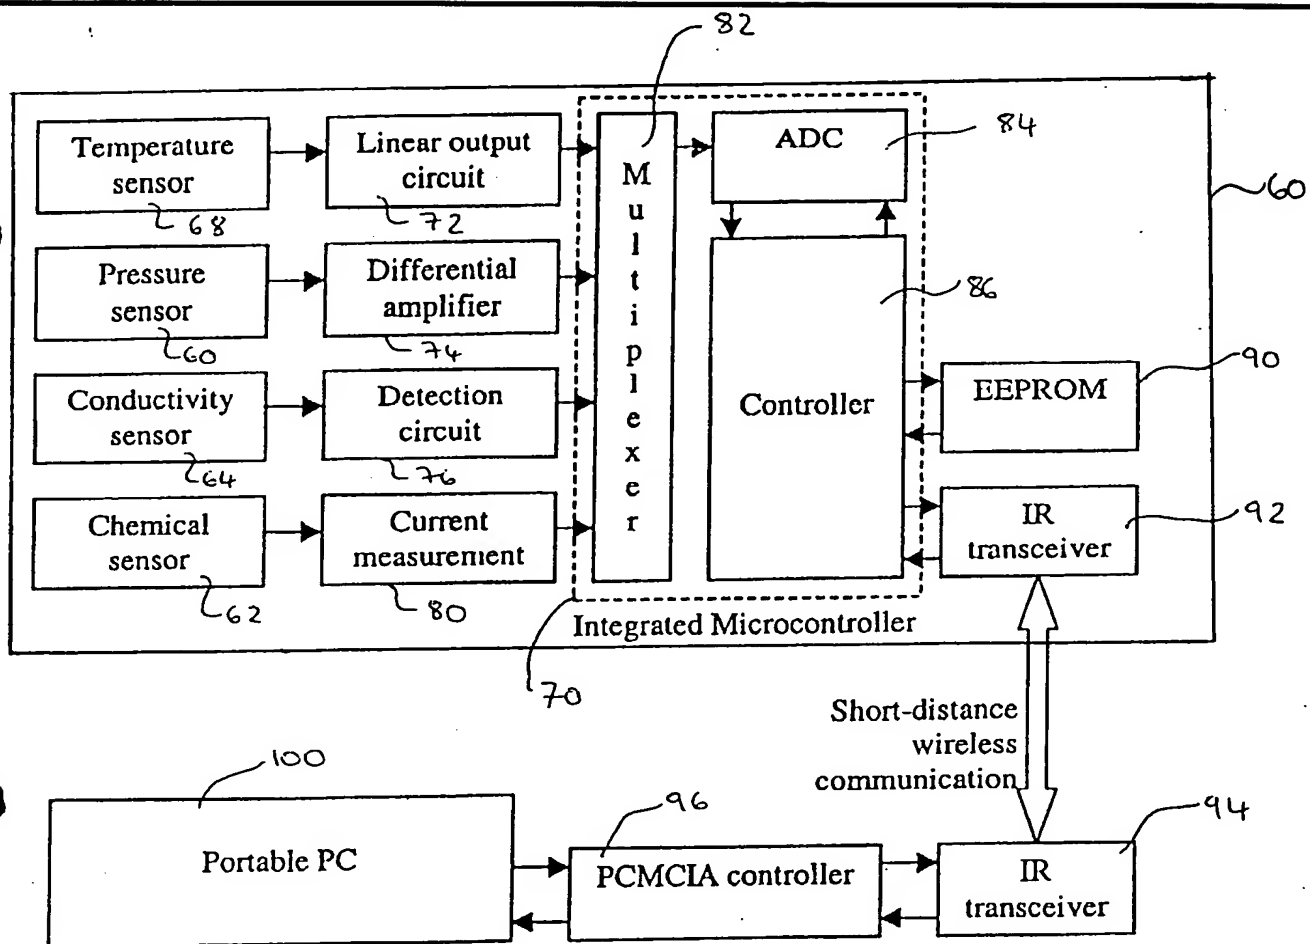 82
Temperature
sensor
68
Linear output
circuit
72
M
u
l
t
i
p
l
e
x
e
r
ADC
84
60
Pressure
sensor
60
Differential
amplifier
74
86
Conductivity
sensor
64
Detection
circuit
76
Controller
EEPROM
90
Chemical
sensor
62
Current
measurement
80
IR
transceiver
92
Integrated Microcontroller
70
Short-distance
wireless
communication
100
Portable PC
96
PCMCIA controller
94
IR
transceiver